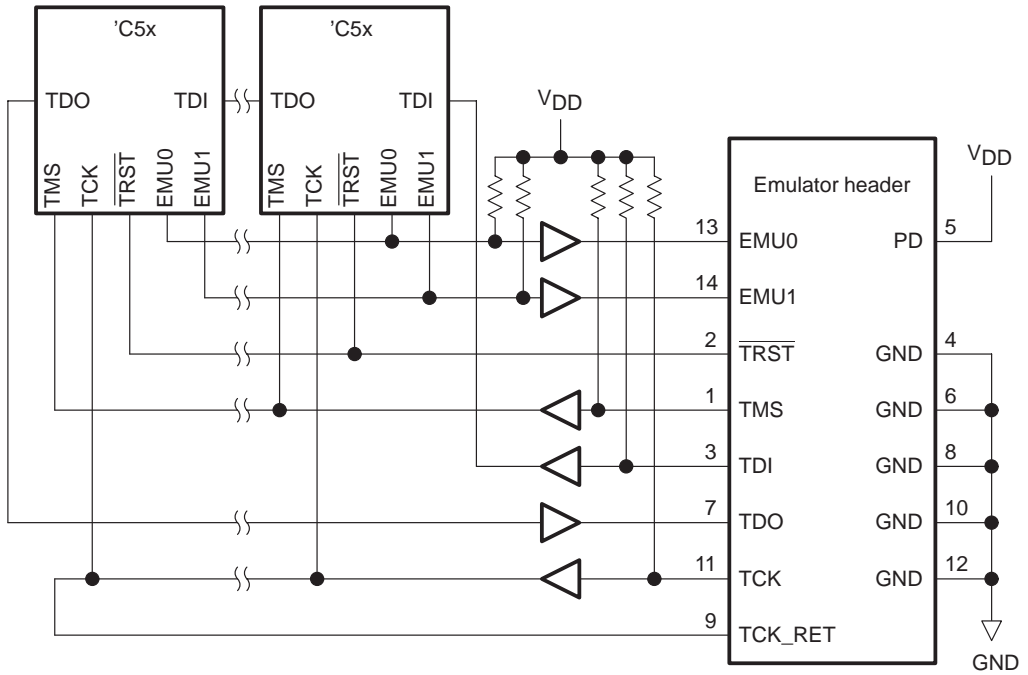 'C5x
TDO
TDI
TMS
TCK
TRST
EMU0
EMU1
'C5x
TDO
TDI
TMS
TCK
TRST
EMU0
EMU1
VDD
Emulator header
VDD
13 EMU0
PD 5
14 EMU1
2 TRST
GND 4
1 TMS
GND 6
3 TDI
GND 8
7 TDO
GND 10
11 TCK
GND 12
9 TCK_RET
GND